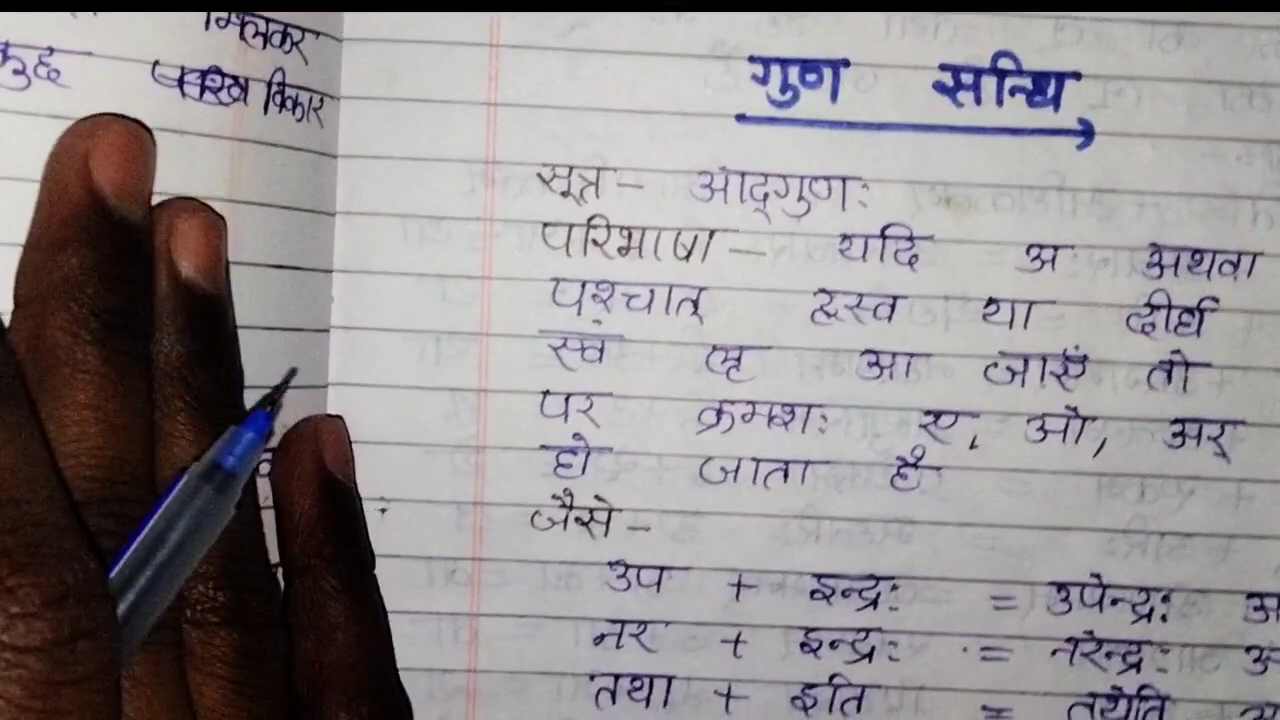 मिलकर
कुछ विकार
गुण सन्धि
सूत्र - आद्गुण:
परिभाषा - यदि अ अथवा
पश्चात् ह्रस्व या दीर्घ
एवं लृ आ जाएँ तो
पर क्रमश: ए, ओ, अर्
हो जाता है
जैसे -
उप + इन्द्र: = उपेन्द्र: अ
नर + इन्द्र: = नरेन्द्र: अ
तथा + इति = तथेति